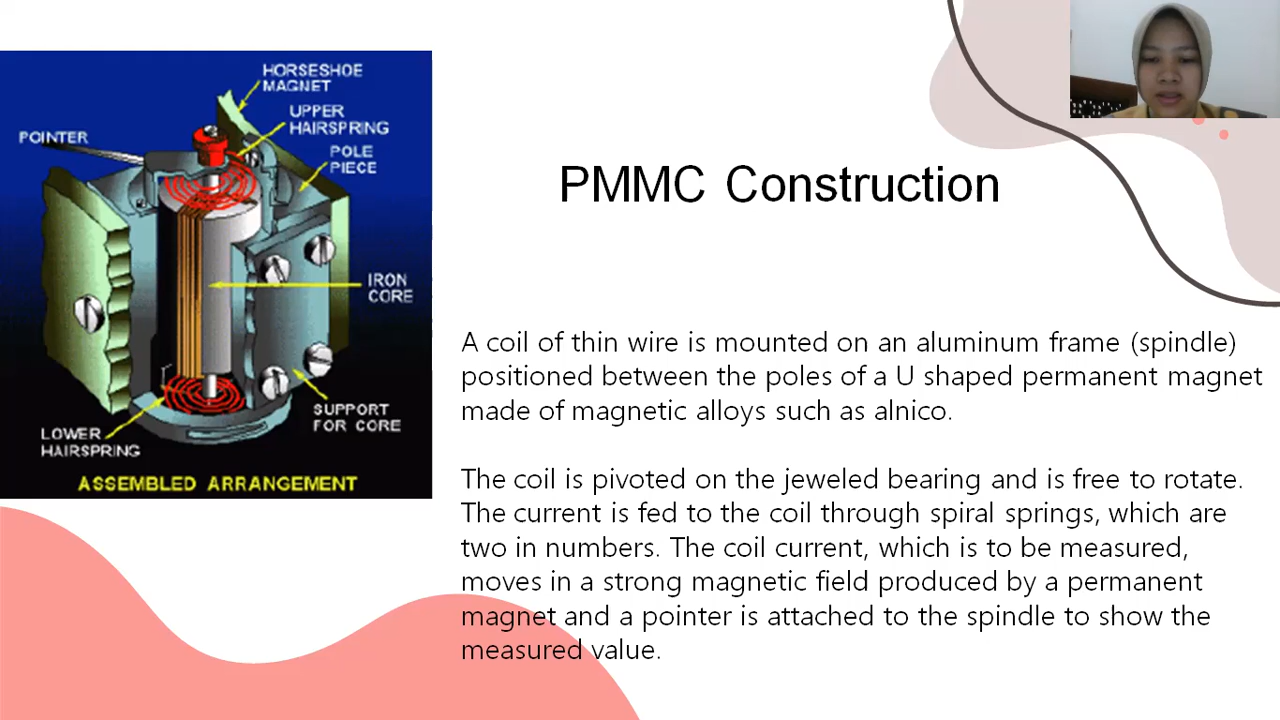 HORSESHOE
MAGNET
UPPER
HAIRSPRING
POINTER
POLE
PIECE
IRON
CORE
SUPPORT
FOR CORE
LOWER
HAIRSPRING
ASSEMBLED ARRANGEMENT
PMMC Construction
A coil of thin wire is mounted on an aluminum frame (spindle)
positioned between the poles of a U shaped permanent magnet
made of magnetic alloys such as alnico.
The coil is pivoted on the jeweled bearing and is free to rotate.
The current is fed to the coil through spiral springs, which are
two in numbers. The coil current, which is to be measured,
moves in a strong magnetic field produced by a permanent
magnet and a pointer is attached to the spindle to show the
measured value.